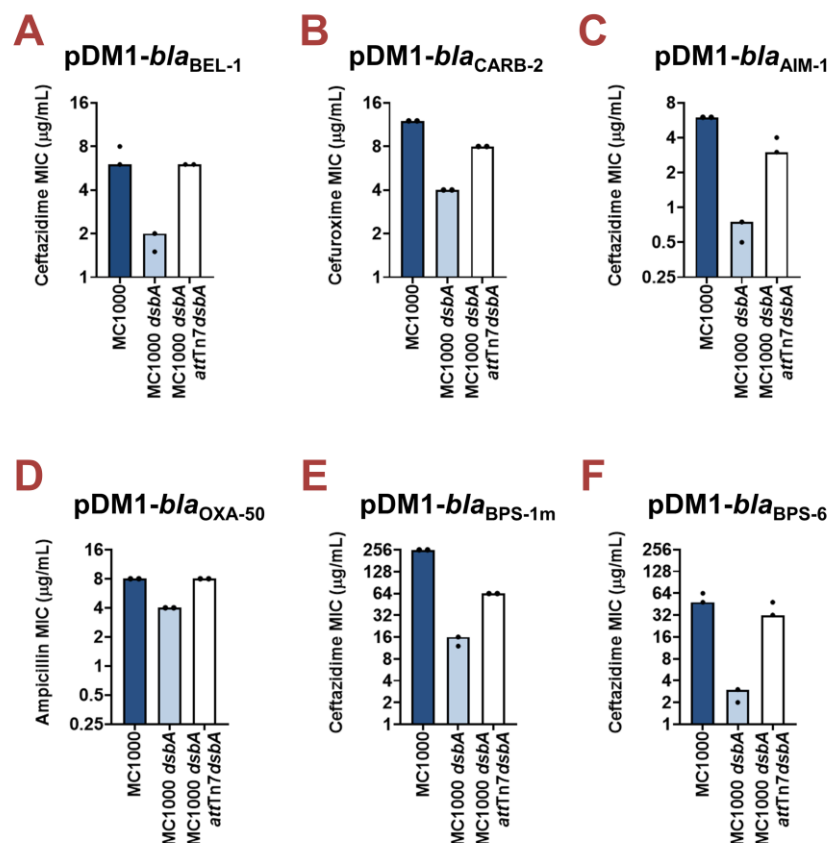 A
pDM1-blaBEL-1
Ceftazidime MIC (µg/mL)
16
8
4
2
1
MC1000
MC1000 dsbA
MC1000 dsbA
attTn7dsbA
B
pDM1-blaCARB-2
Cefuroxime MIC (µg/mL)
16
8
4
2
1
MC1000
MC1000 dsbA
MC1000 dsbA
attTn7dsbA
C
pDM1-blaAIM-1
Ceftazidime MIC (µg/mL)
8
4
2
1
0.5
0.25
MC1000
MC1000 dsbA
MC1000 dsbA
attTn7dsbA
D
pDM1-blaOXA-50
Ampicillin MIC (µg/mL)
16
8
4
2
1
0.5
0.25
MC1000
MC1000 dsbA
MC1000 dsbA
attTn7dsbA
E
pDM1-blaBPS-1m
Ceftazidime MIC (µg/mL)
256
128
64
32
16
8
4
2
1
MC1000
MC1000 dsbA
MC1000 dsbA
attTn7dsbA
F
pDM1-blaBPS-6
Ceftazidime MIC (µg/mL)
256
128
64
32
16
8
4
2
1
MC1000
MC1000 dsbA
MC1000 dsbA
attTn7dsbA